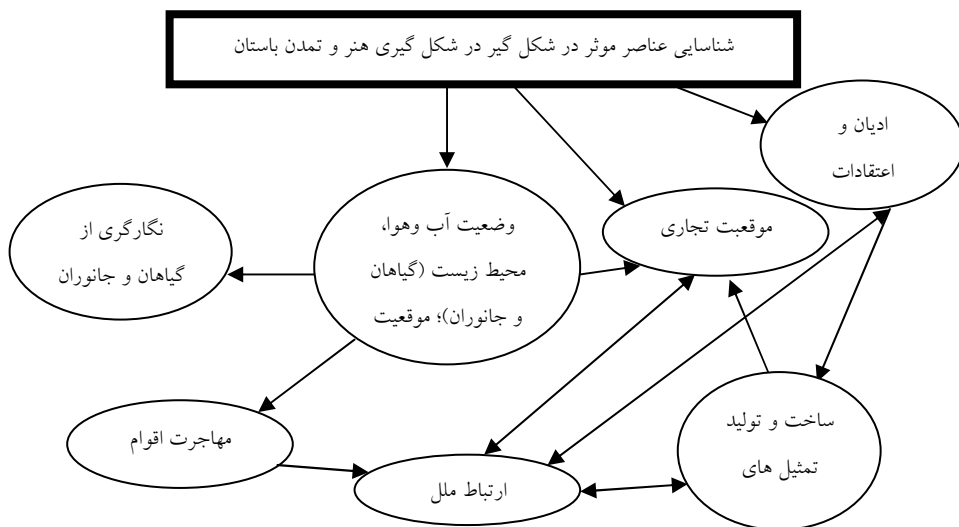 شناسایی عناصر موثر در شکل گیر در شکل گیری هنر و تمدن باستان
ادیان و
اعتقادات
موقعبت تجاری
وضعیت آب وهوا،
محیط زیست (گیاهان
و جانوران)؛ موقعیت
نگارگری از
گیاهان و جانوران
مهاجرت اقوام
ارتباط ملل
ساخت و تولید
تمثیل های